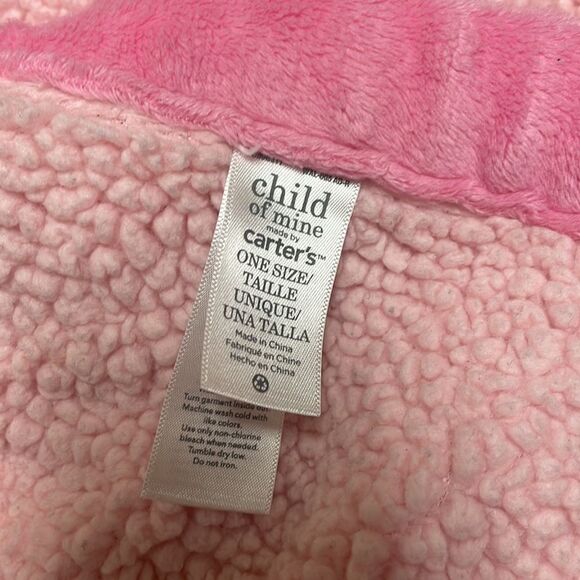 child
of mine
made by
carter's™
ONE SIZE/
TAILLE
UNIQUE/
UNA TALLA
Made in China
Fabriqué en Chine
Hecho en China
Turn garment inside out
Machine wash cold with
like colors.
Use only non-chlorine
bleach when needed.
Tumble dry low.
Do not iron.